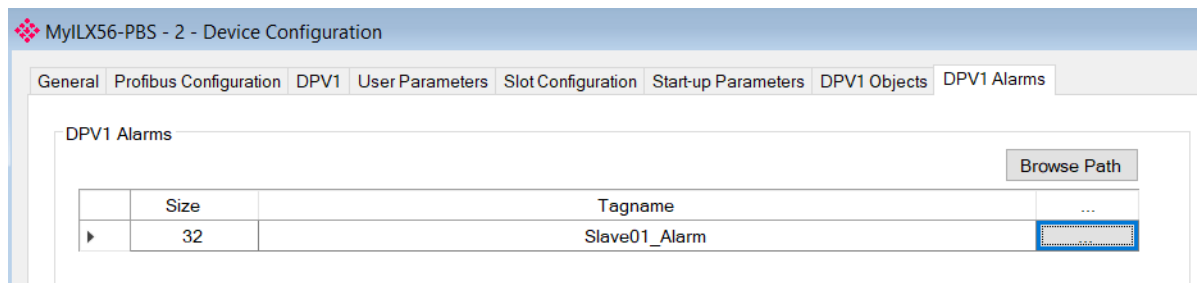 MyILX56-PBS - 2 - Device Configuration
General Profibus Configuration DPV1 User Parameters Slot Configuration Start-up Parameters DPV1 Objects DPV1 Alarms
DPV1 Alarms
Browse Path
Size Tagname ...
32 Slave01_Alarm ...